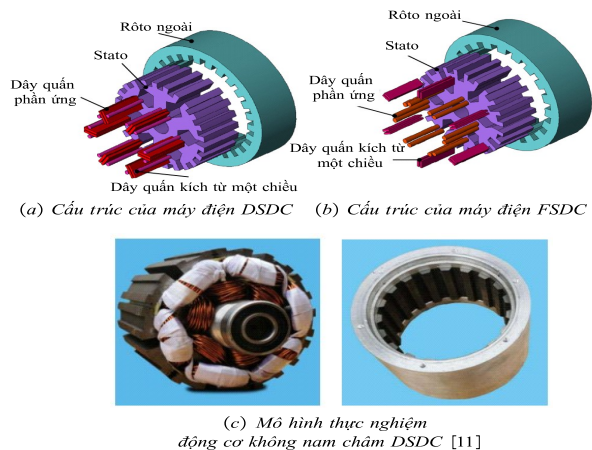 Rôto ngoài
Stato
Dây quấn
phần ứng
Dây quấn kích từ một chiều
(a) Cấu trúc của máy điện DSDC
Rôto ngoài
Stato
Dây quấn
phần ứng
Dây quấn kích từ
một chiều
(b) Cấu trúc của máy điện FSDC
(c) Mô hình thực nghiệm
động cơ không nam châm DSDC [11]